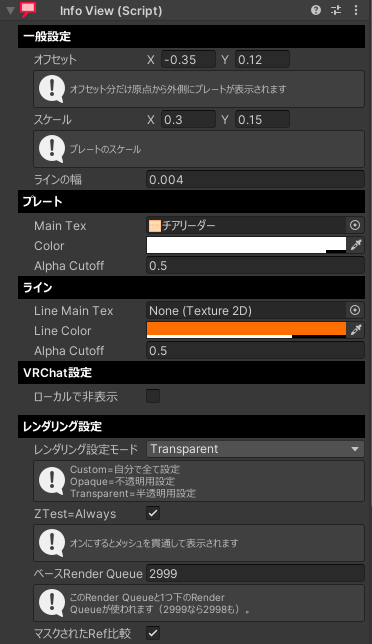 Info View (Script)
一般設定
オフセット X -0.35 Y 0.12
オフセット分だけ原点から外側にプレートが表示されます
スケール X 0.3 Y 0.15
プレートのスケール
ラインの幅 0.004
プレート
Main Tex チアリーダー
Color
Alpha Cutoff 0.5
ライン
Line Main Tex None (Texture 2D)
Line Color
Alpha Cutoff 0.5
VRChat設定
ローカルで非表示
レンダリング設定
レンダリング設定モード Transparent
Custom=自分で全て設定
Opaque=不透明用設定
Transparent=半透明用設定
ZTest=Always
オンにするとメッシュを貫通して表示されます
ベースRender Queue 2999
このRender Queueと1つ下のRender
Queueが使われます（2999なら2998も）。
マスクされたRef比較